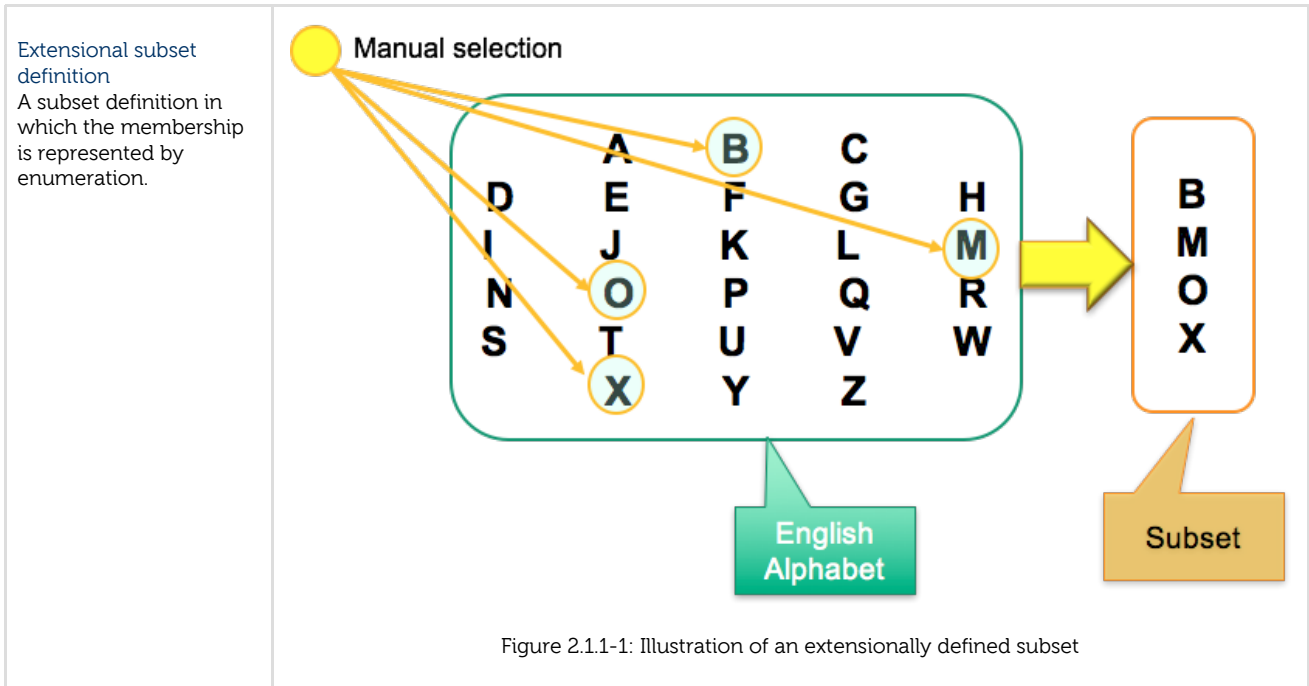 Extensional subset
definition
A subset definition in
which the membership
is represented by
enumeration.
Manual selection
A B C
D E F G H
I J K L M
N O P Q R
S T U V W
X Y Z
English
Alphabet
B
M
O
X
Subset
Figure 2.1.1-1: Illustration of an extensionally defined subset